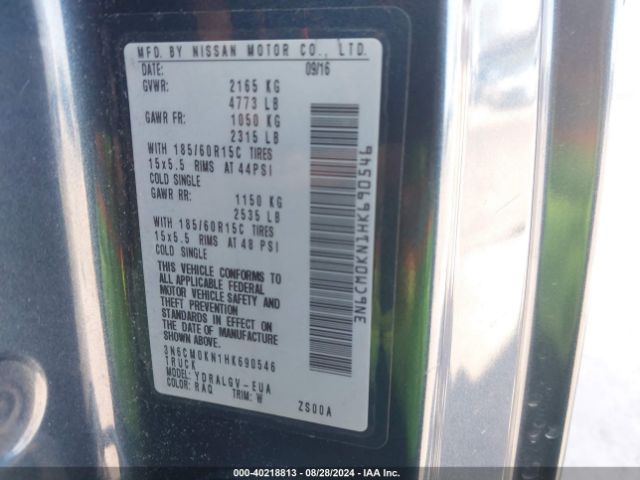 MFD. BY NISSAN MOTOR CO., LTD.
DATE: 09/16
GVWR: 2165 KG
4773 LB
GAWR FR: 1050 KG
2315 LB
WITH 185/60R15C TIRES
15x5.5 RIMS AT 44PSI
COLD SINGLE
GAWR RR: 1150 KG
2535 LB
WITH 185/60R15C TIRES
15x5.5 RIMS AT 48 PSI
COLD SINGLE
THIS VEHICLE CONFORMS TO
ALL APPLICABLE FEDERAL
MOTOR VEHICLE SAFETY AND
THEFT PREVENTION
STANDARDS IN EFFECT ON
THE DATE OF MANUFACTURE
SHOWN ABOVE.
3N6CM0KN1HK690546
TRUCK
MODEL: YDRALGV-EUA
COLOR: RAQ TRIM: W
ZS00A
3N6CM0KN1HK690546
000-40218813 - 08/28/2024 - IAA Inc.